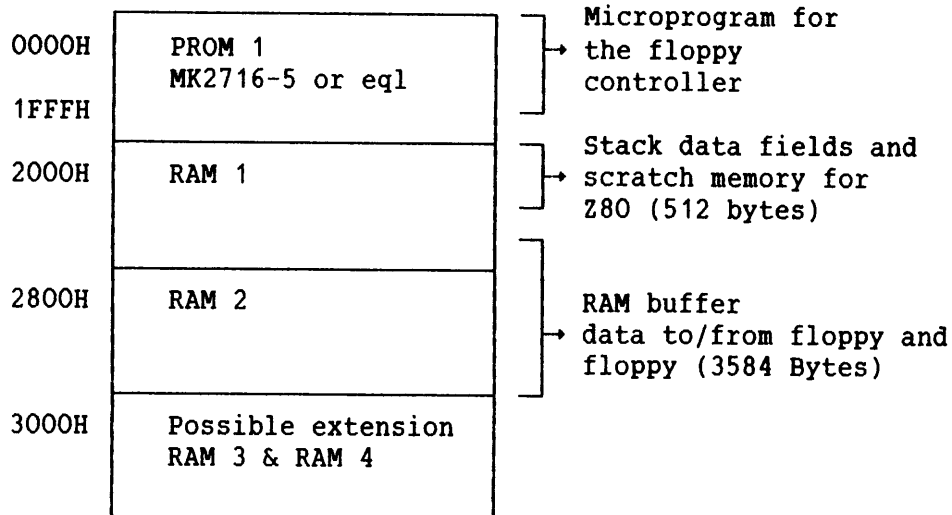 Microprogram for
the floppy
controller
0000H
PROM 1
MK2716-5 or eql
1FFFH
Stack data fields and
scratch memory for
Z80 (512 bytes)
2000H
RAM 1
2800H
RAM 2
RAM buffer
data to/from floppy and
floppy (3584 Bytes)
3000H
Possible extension
RAM 3 & RAM 4